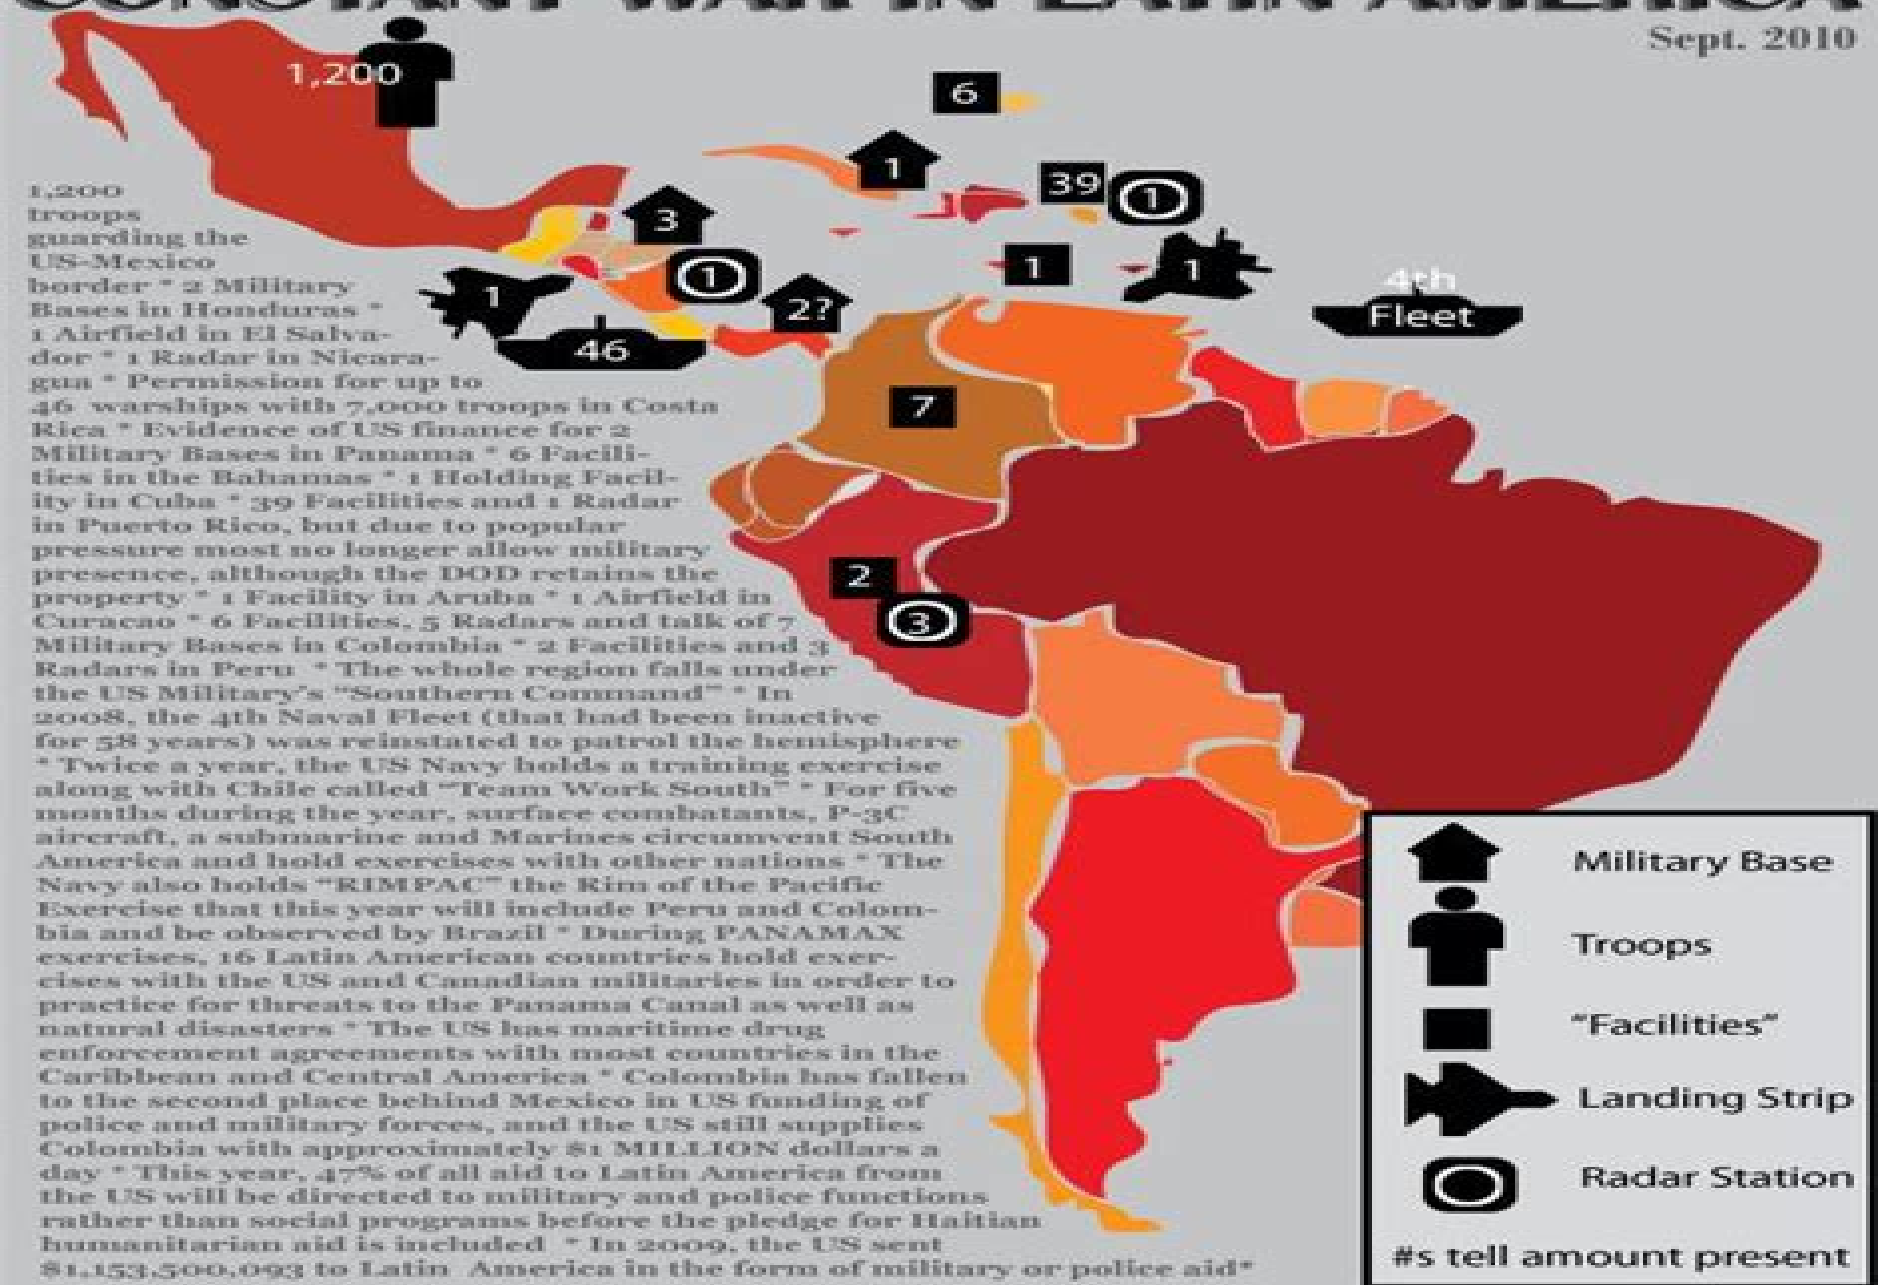 CONSTANT WAR IN LATIN AMERICA
Sept. 2010
1,200
6
1
39
1
3
1
1
1
1
2?
46
4th
Fleet
7
2
3
1,200
troops
guarding the
US-Mexico
border * 2 Military
Bases in Honduras *
1 Airfield in El Salva-
dor * 1 Radar in Nicara-
gua * Permission for up to
46 warships with 7,000 troops in Costa
Rica * Evidence of US finance for 2
Military Bases in Panama * 6 Facili-
ties in the Bahamas * 1 Holding Facil-
ity in Cuba * 39 Facilities and 1 Radar
in Puerto Rico, but due to popular
pressure most no longer allow military
presence, although the DOD retains the
property * 1 Facility in Aruba * 1 Airfield in
Curacao * 6 Facilities, 5 Radars and talk of 7
Military Bases in Colombia * 2 Facilities and 3
Radars in Peru * The whole region falls under
the US Military's "Southern Command" * In
2008, the 4th Naval Fleet (that had been inactive
for 58 years) was reinstated to patrol the hemisphere
* Twice a year, the US Navy holds a training exercise
along with Chile called "Team Work South" * For five
months during the year, surface combatants, P-3C
aircraft, a submarine and Marines circumvent South
America and hold exercises with other nations * The
Navy also holds "RIMPAC" the Rim of the Pacific
Exercise that this year will include Peru and Colom-
bia and be observed by Brazil * During PANAMAX
exercises, 16 Latin American countries hold exer-
cises with the US and Canadian militaries in order to
practice for threats to the Panama Canal as well as
natural disasters * The US has maritime drug
enforcement agreements with most countries in the
Caribbean and Central America * Colombia has fallen
to the second place behind Mexico in US funding of
police and military forces, and the US still supplies
Colombia with approximately $1 MILLION dollars a
day * This year, 47% of all aid to Latin America from
the US will be directed to military and police functions
rather than social programs before the pledge for Haitian
humanitarian aid is included * In 2009, the US sent
$1,153,500,093 to Latin America in the form of military or police aid*
Military Base
Troops
"Facilities"
Landing Strip
Radar Station
#s tell amount present